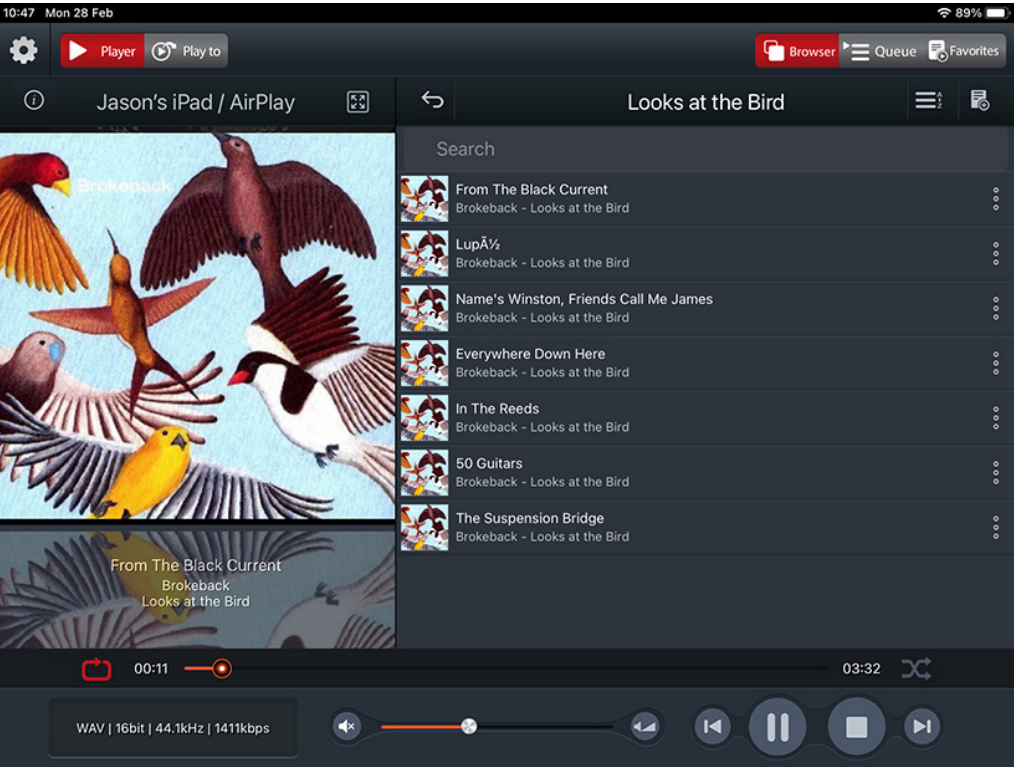 10:47 Mon 28 Feb
89%
Player
Play to
Browser
Queue
Favorites
Jason's iPad / AirPlay
Looks at the Bird
Brokeback
Search
From The Black Current
Brokeback - Looks at the Bird
LupÃ½
Brokeback - Looks at the Bird
Name's Winston, Friends Call Me James
Brokeback - Looks at the Bird
Everywhere Down Here
Brokeback - Looks at the Bird
In The Reeds
Brokeback - Looks at the Bird
50 Guitars
Brokeback - Looks at the Bird
The Suspension Bridge
Brokeback - Looks at the Bird
From The Black Current
Brokeback
Looks at the Bird
00:11
03:32
WAV | 16bit | 44.1kHz | 1411kbps